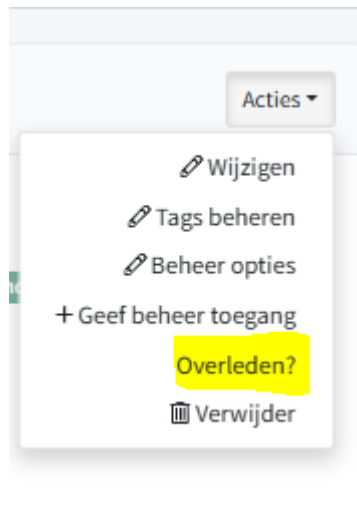 Acties
Wijzigen
Tags beheren
Beheer opties
+ Geef beheer toegang
Overleden?
Verwijder